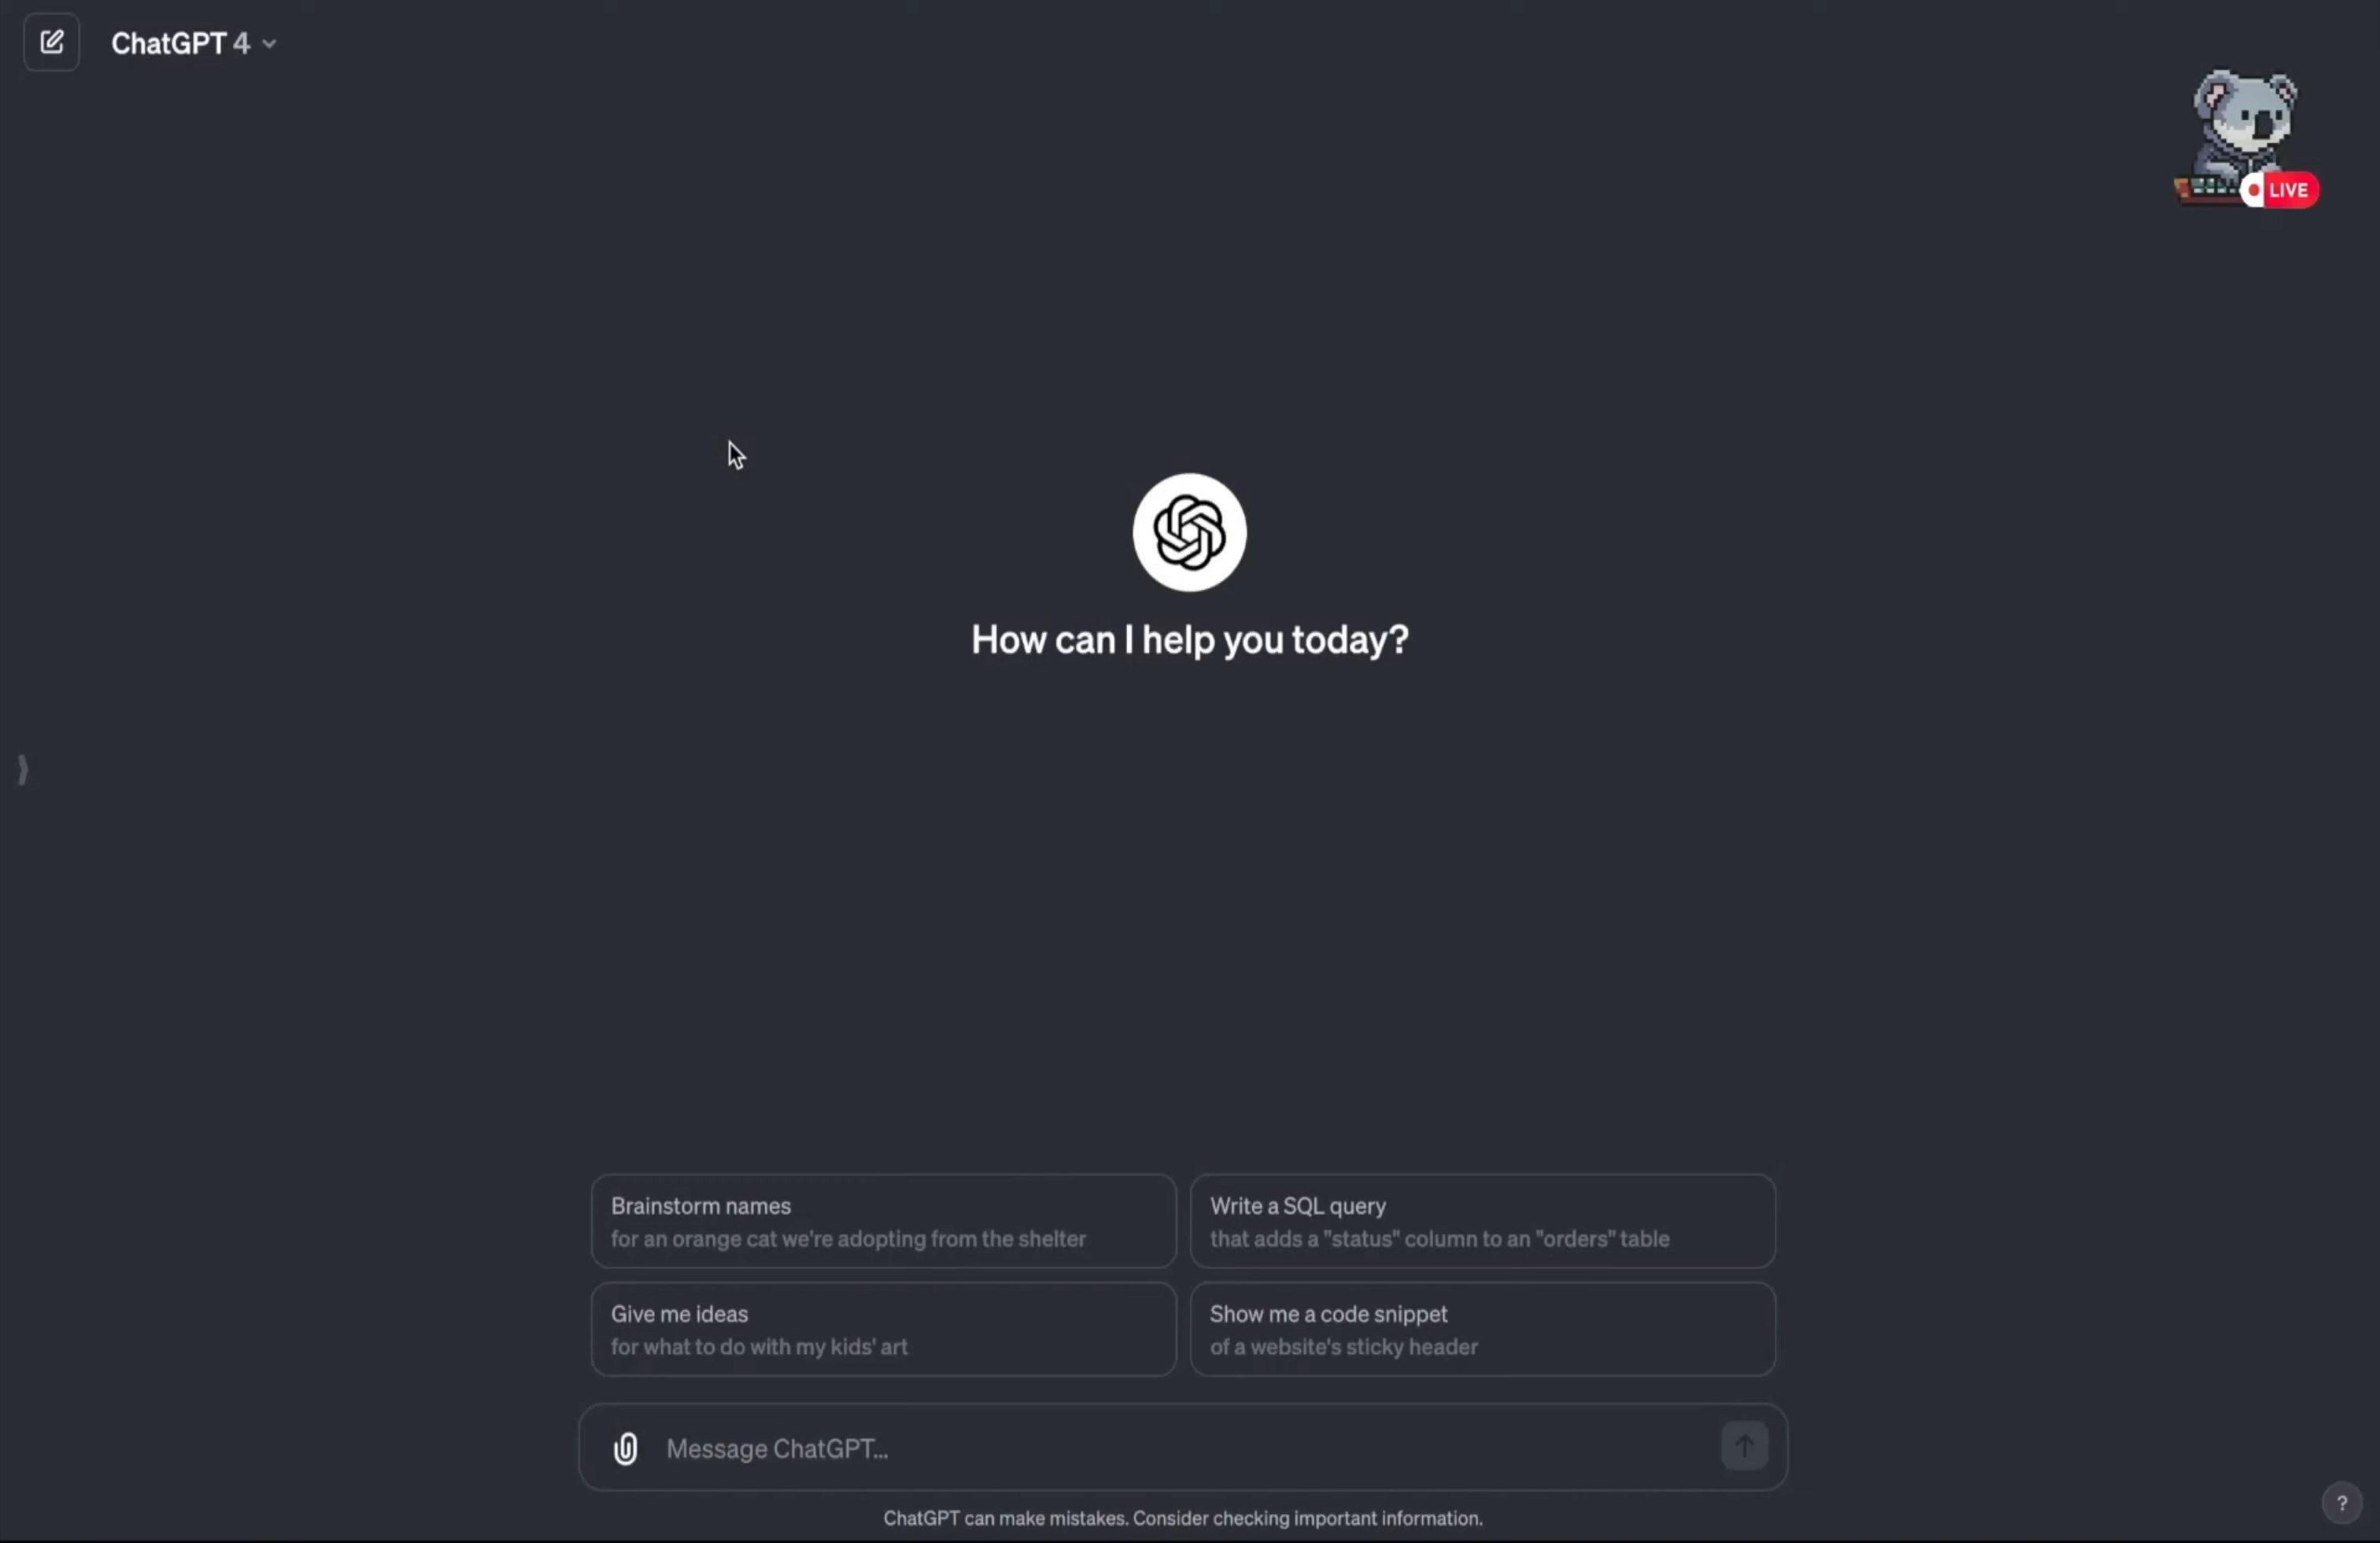 ChatGPT 4
LIVE
How can I help you today?
Brainstorm names
for an orange cat we're adopting from the shelter
Write a SQL query
that adds a "status" column to an "orders" table
Give me ideas
for what to do with my kids' art
Show me a code snippet
of a website's sticky header
Message ChatGPT...
ChatGPT can make mistakes. Consider checking important information.
?